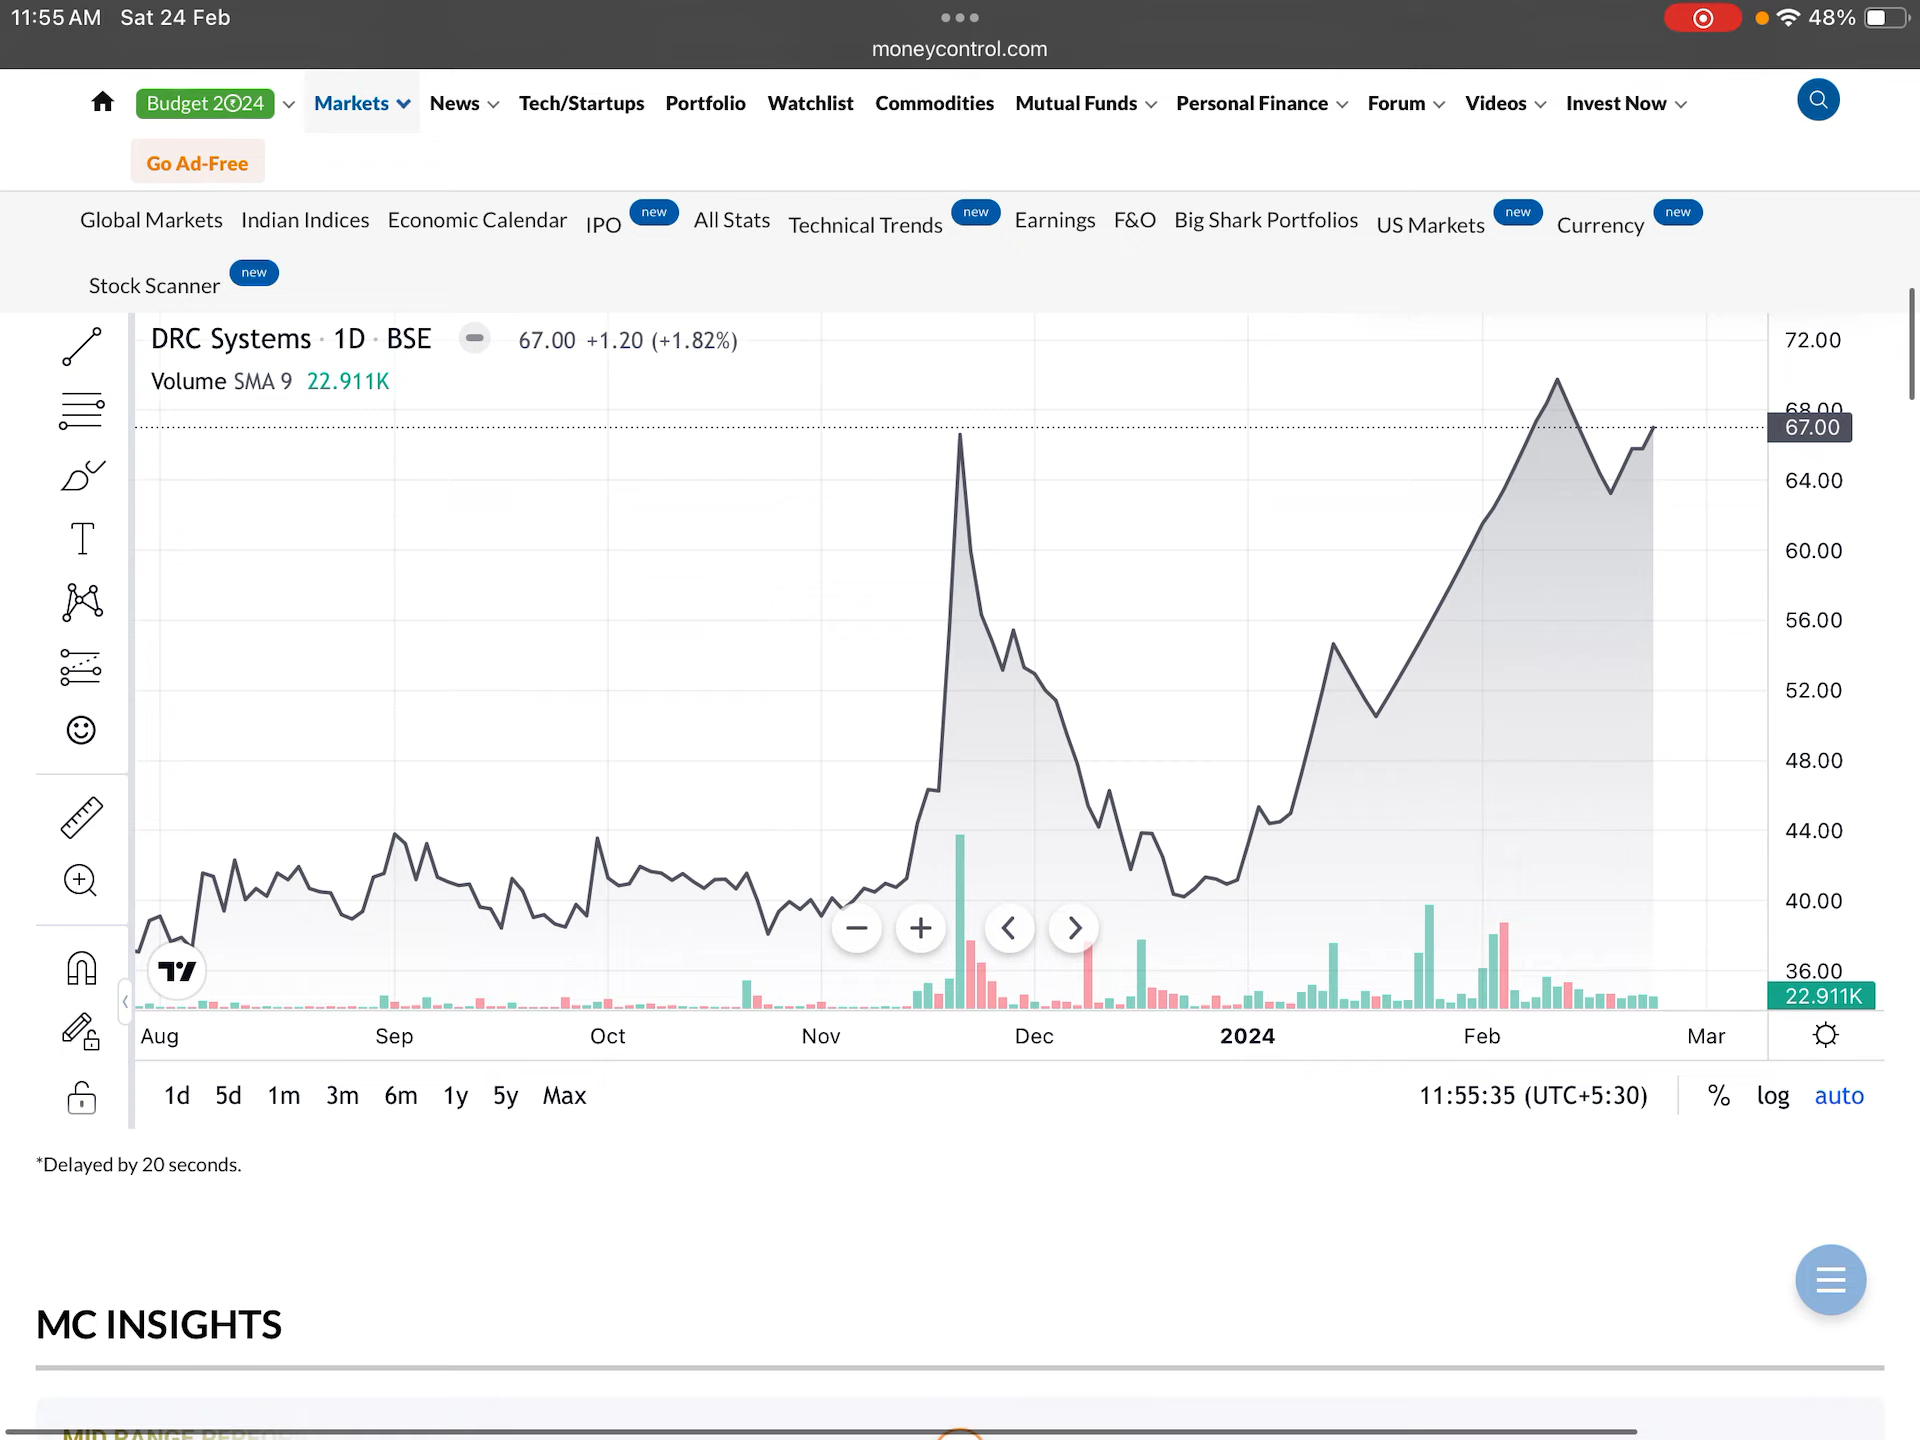 11:55 AM Sat 24 Feb
48%
moneycontrol.com
Budget 2024 Markets News Tech/Startups Portfolio Watchlist Commodities Mutual Funds Personal Finance Forum Videos Invest Now
Go Ad-Free
Global Markets Indian Indices Economic Calendar IPO new All Stats Technical Trends new Earnings F&O Big Shark Portfolios US Markets new Currency new
Stock Scanner new
DRC Systems · 1D · BSE 67.00 +1.20 (+1.82%)
Volume SMA 9 22.911K
72.00
68.00
67.00
64.00
60.00
56.00
52.00
48.00
44.00
40.00
36.00
22.911K
Aug Sep Oct Nov Dec 2024 Feb Mar
1d 5d 1m 3m 6m 1y 5y Max 11:55:35 (UTC+5:30) % log auto
*Delayed by 20 seconds.
MC INSIGHTS